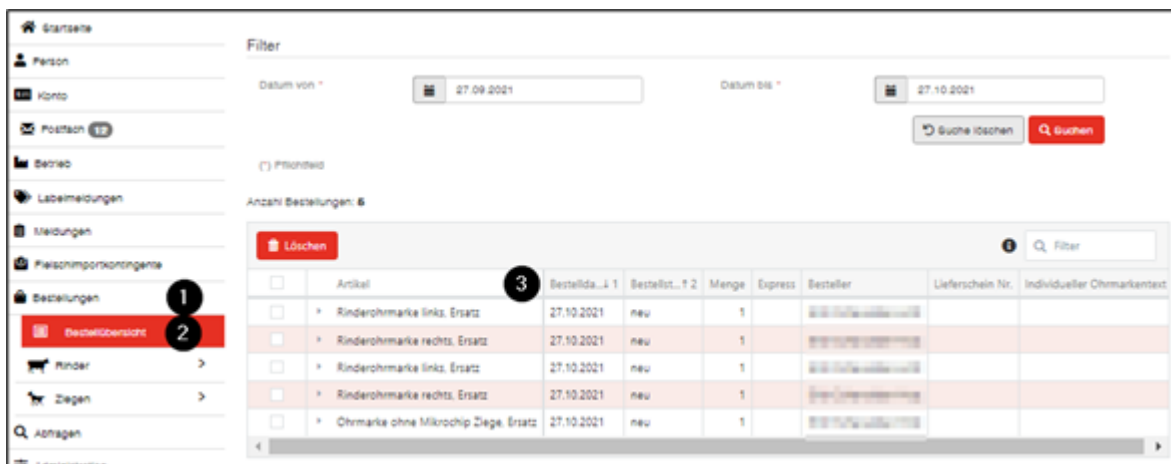 Startseite
Person
Konto
Postfach 12
Betrieb
Labelmeldungen
Meldungen
Fleischimportkontingente
Bestellungen 1
Bestellübersicht 2
Rinder
Ziegen
Abfragen
Filter
Datum von * 27.09.2021 Datum bis * 27.10.2021
Suche löschen Suchen
(*) Pflichtfeld
Anzahl Bestellungen: 5
Löschen Filter
Artikel 3 Bestellda...↓ 1 Bestellst...↑ 2 Menge Express Besteller Lieferschein Nr. Individueller Ohrmarkentext
Rinderohrmarke links, Ersatz 27.10.2021 neu 1
Rinderohrmarke rechts, Ersatz 27.10.2021 neu 1
Rinderohrmarke links, Ersatz 27.10.2021 neu 1
Rinderohrmarke rechts, Ersatz 27.10.2021 neu 1
Ohrmarke ohne Mikrochip Ziege, Ersatz 27.10.2021 neu 1